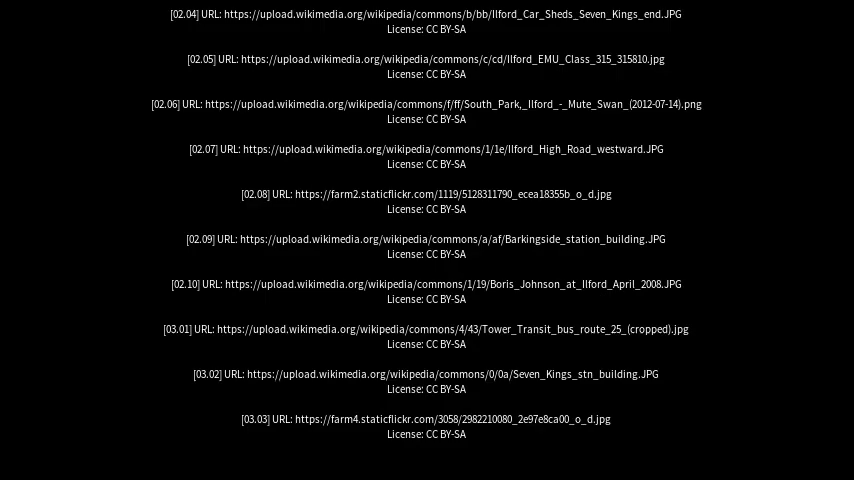 [02.04] URL: https://upload.wikimedia.org/wikipedia/commons/b/bb/Ilford_Car_Sheds_Seven_Kings_end.JPG
License: CC BY-SA
[02.05] URL: https://upload.wikimedia.org/wikipedia/commons/c/cd/Ilford_EMU_Class_315_315810.jpg
License: CC BY-SA
[02.06] URL: https://upload.wikimedia.org/wikipedia/commons/f/ff/South_Park,_Ilford_-_Mute_Swan_(2012-07-14).png
License: CC BY-SA
[02.07] URL: https://upload.wikimedia.org/wikipedia/commons/1/1e/Ilford_High_Road_westward.JPG
License: CC BY-SA
[02.08] URL: https://farm2.staticflickr.com/1119/5128311790_ecea18355b_o_d.jpg
License: CC BY-SA
[02.09] URL: https://upload.wikimedia.org/wikipedia/commons/a/af/Barkingside_station_building.JPG
License: CC BY-SA
[02.10] URL: https://upload.wikimedia.org/wikipedia/commons/1/19/Boris_Johnson_at_Ilford_April_2008.JPG
License: CC BY-SA
[03.01] URL: https://upload.wikimedia.org/wikipedia/commons/4/43/Tower_Transit_bus_route_25_(cropped).jpg
License: CC BY-SA
[03.02] URL: https://upload.wikimedia.org/wikipedia/commons/0/0a/Seven_Kings_stn_building.JPG
License: CC BY-SA
[03.03] URL: https://farm4.staticflickr.com/3058/2982210080_2e97e8ca00_o_d.jpg
License: CC BY-SA